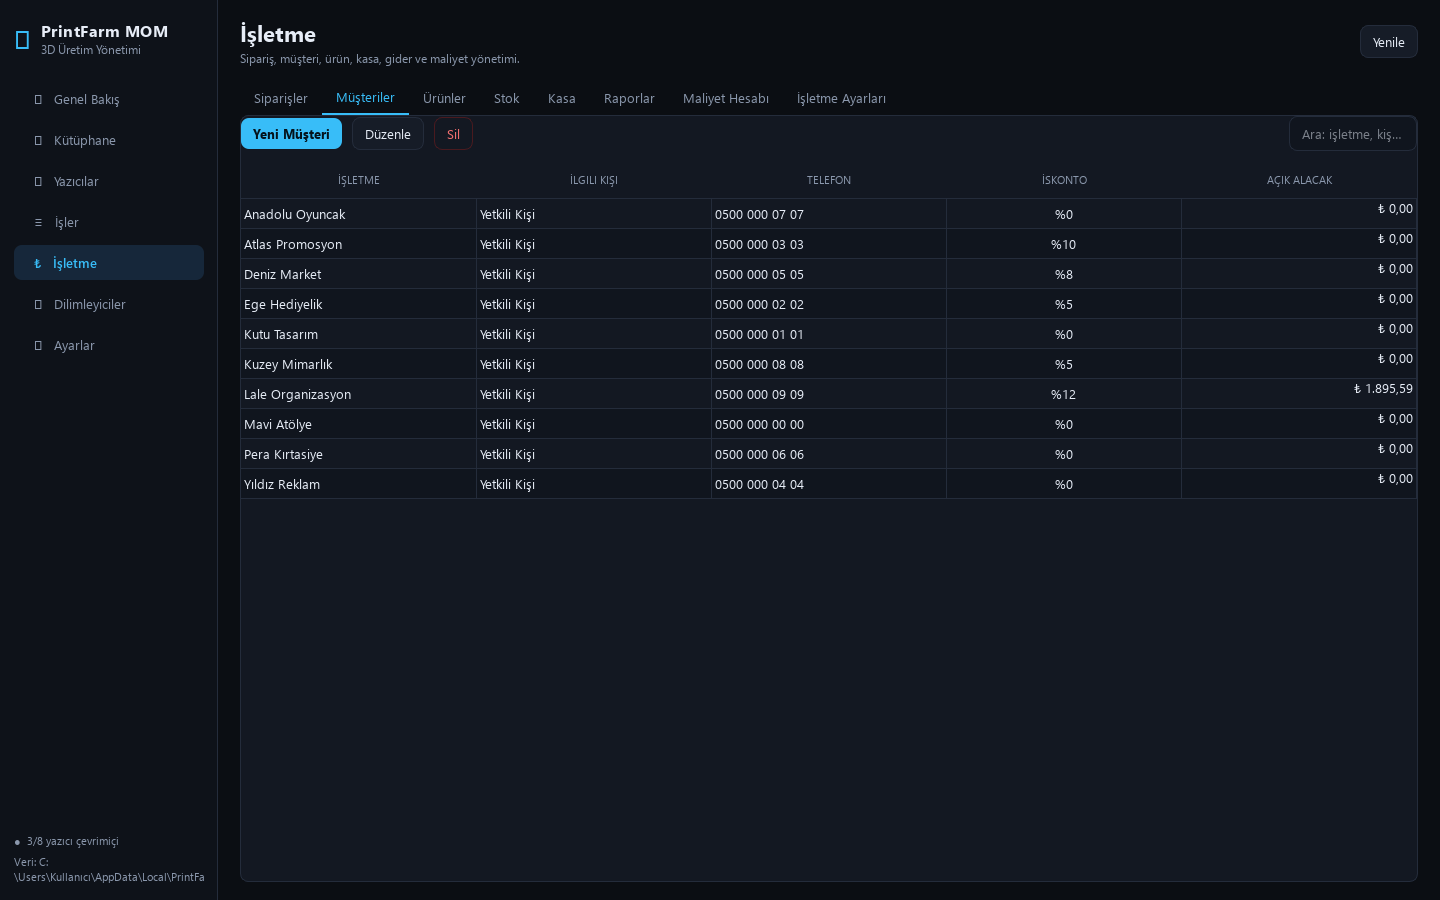 PrintFarm MOM
3D Üretim Yönetimi
Genel Bakış
Kütüphane
Yazıcılar
İşler
₺ İşletme
Dilimleyiciler
Ayarlar
● 3/8 yazıcı çevrimiçi
Veri: C:
\Users\Kullanıcı\AppData\Local\PrintFa
İşletme
Sipariş, müşteri, ürün, kasa, gider ve maliyet yönetimi.
Yenile
Siparişler Müşteriler Ürünler Stok Kasa Raporlar Maliyet Hesabı İşletme Ayarları
Yeni Müşteri Düzenle Sil Ara: işletme, kiş...
İŞLETME İLGILI KIŞI TELEFON İSKONTO AÇIK ALACAK
Anadolu Oyuncak Yetkili Kişi 0500 000 07 07 %0 ₺ 0,00
Atlas Promosyon Yetkili Kişi 0500 000 03 03 %10 ₺ 0,00
Deniz Market Yetkili Kişi 0500 000 05 05 %8 ₺ 0,00
Ege Hediyelik Yetkili Kişi 0500 000 02 02 %5 ₺ 0,00
Kutu Tasarım Yetkili Kişi 0500 000 01 01 %0 ₺ 0,00
Kuzey Mimarlık Yetkili Kişi 0500 000 08 08 %5 ₺ 0,00
Lale Organizasyon Yetkili Kişi 0500 000 09 09 %12 ₺ 1.895,59
Mavi Atölye Yetkili Kişi 0500 000 00 00 %0 ₺ 0,00
Pera Kırtasiye Yetkili Kişi 0500 000 06 06 %0 ₺ 0,00
Yıldız Reklam Yetkili Kişi 0500 000 04 04 %0 ₺ 0,00